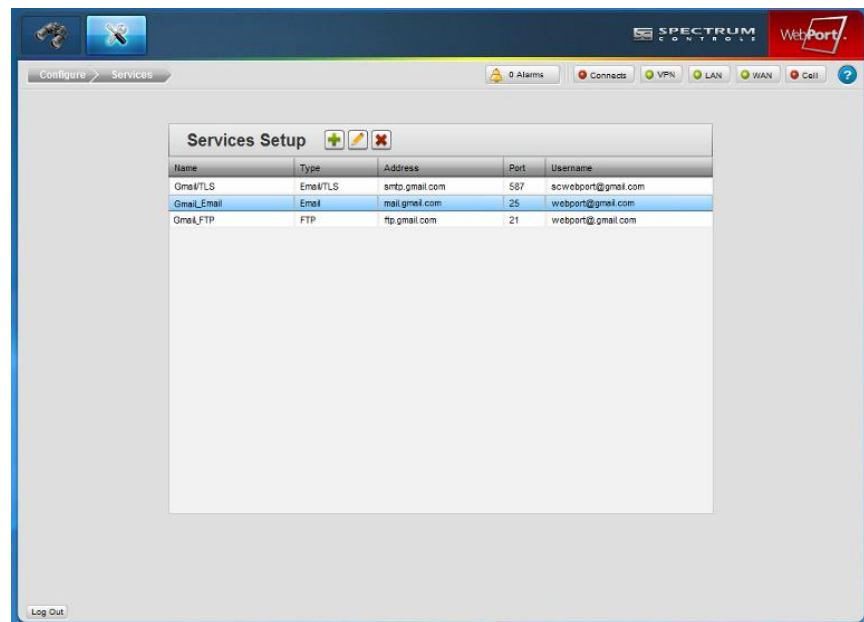 SPECTRUM
CONTROLS
WebPort.
Configure > Services
0 Alarms
Connects
VPN
LAN
WAN
Cell
?
Services Setup
Name Type Address Port Username
Gmail/TLS Email/TLS smtp.gmail.com 587 scwebport@gmail.com
Gmail_Email Email mail.gmail.com 25 webport@gmail.com
Gmail_FTP FTP ftp.gmail.com 21 webport@.gmail.com
Log Out